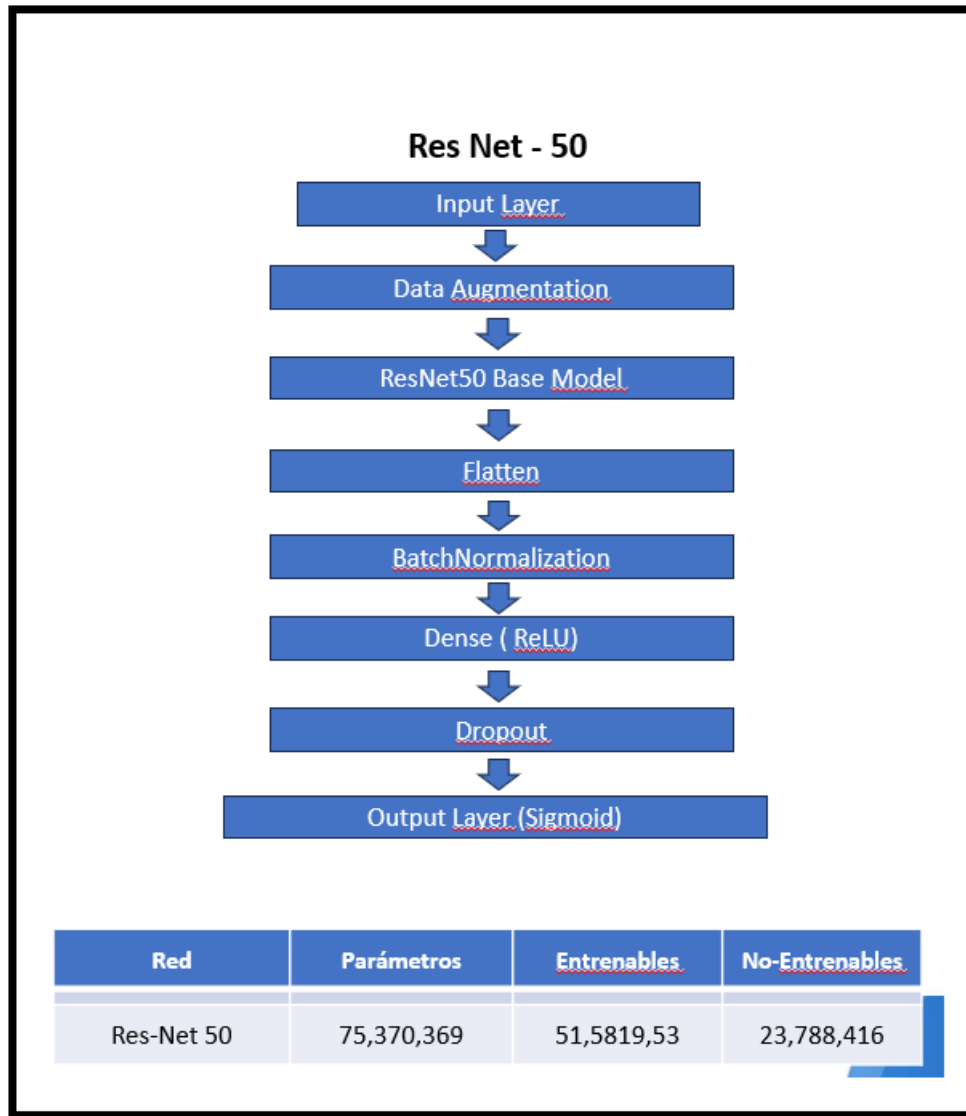 Res Net - 50
Input Layer
Data Augmentation
ResNet50 Base Model
Flatten
BatchNormalization
Dense ( ReLU)
Dropout
Output Layer (Sigmoid)
Red Parámetros Entrenables No-Entrenables
Res-Net 50 75,370,369 51,5819,53 23,788,416